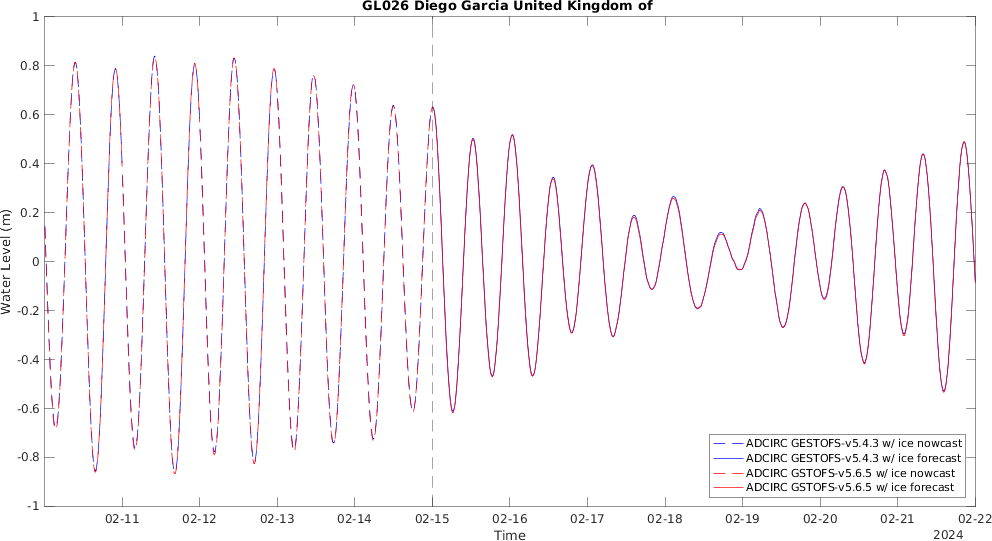 GL026 Diego Garcia United Kingdom of
Water Level (m)
1
0.8
0.6
0.4
0.2
0
-0.2
-0.4
-0.6
-0.8
-1
ADCIRC GESTOFS-v5.4.3 w/ ice nowcast
ADCIRC GESTOFS-v5.4.3 w/ ice forecast
ADCIRC GSTOFS-v5.6.5 w/ ice nowcast
ADCIRC GSTOFS-v5.6.5 w/ ice forecast
02-11 02-12 02-13 02-14 02-15 02-16 02-17 02-18 02-19 02-20 02-21 02-22
Time
2024